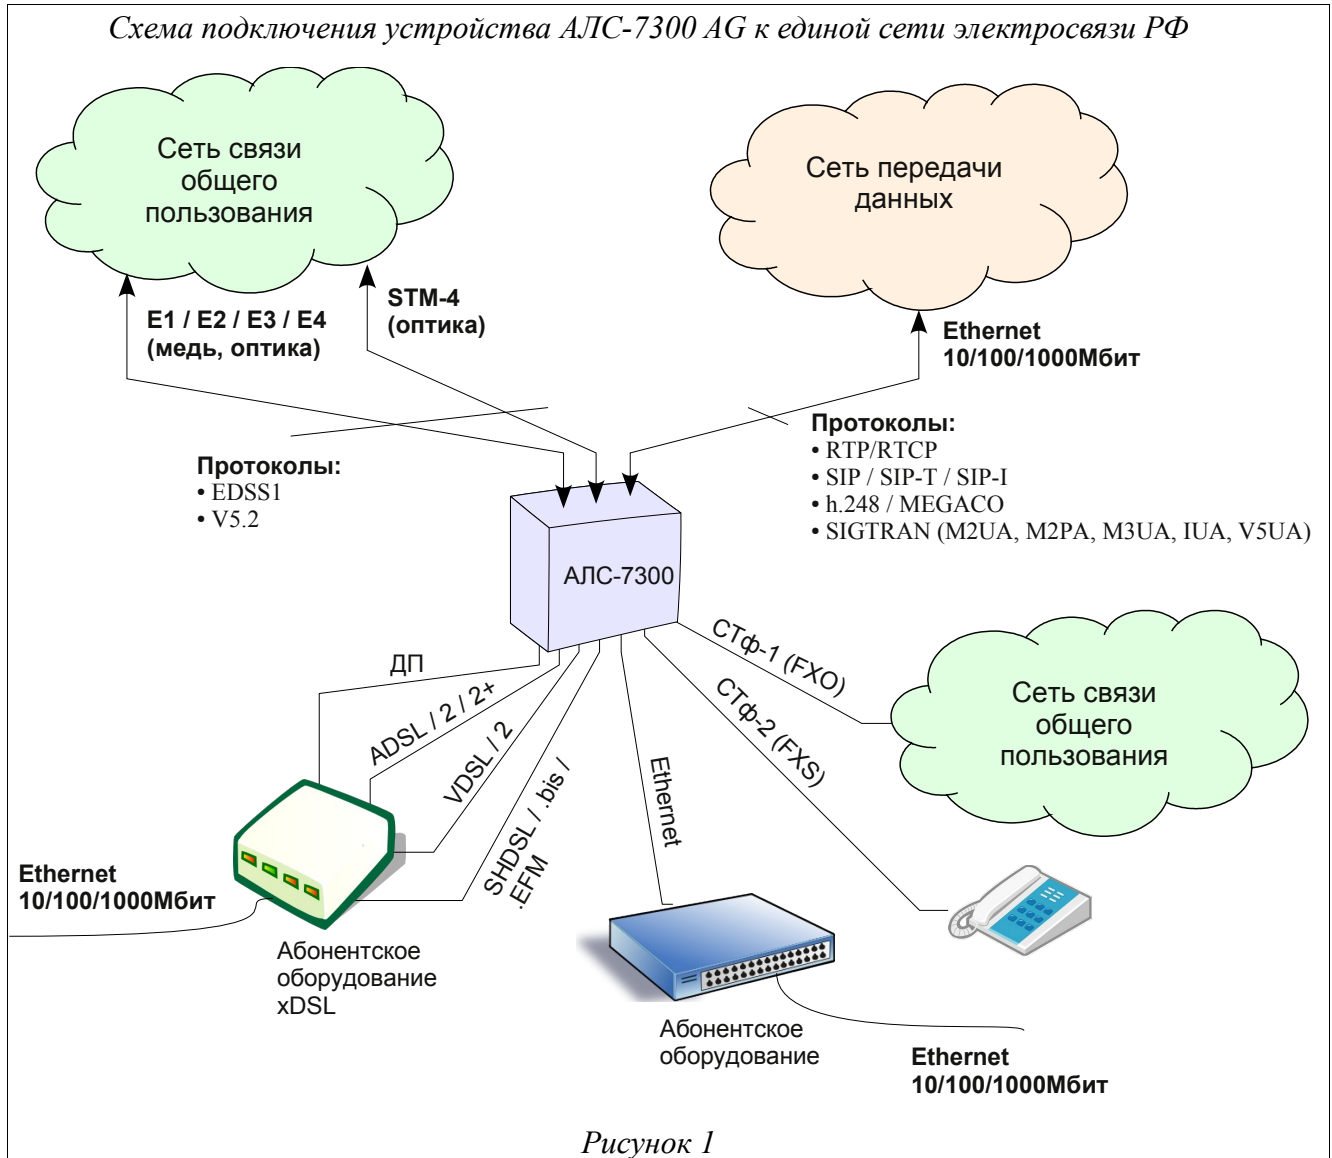 Схема подключения устройства АЛС-7300 AG к единой сети электросвязи РФ
Сеть связи
общего
пользования
Сеть передачи
данных
E1 / E2 / E3 / E4
(медь, оптика)
STM-4
(оптика)
Ethernet
10/100/1000Мбит
Протоколы:
• EDSS1
• V5.2
Протоколы:
• RTP/RTCP
• SIP / SIP-T / SIP-I
• h.248 / MEGACO
• SIGTRAN (M2UA, M2PA, M3UA, IUA, V5UA)
АЛС-7300
ДП
ADSL / 2 / 2+
VDSL / 2
SHDSL / .bis /
.EFM
Ethernet
СТф-1 (FXO)
СТф-2 (FXS)
Сеть связи
общего
пользования
Ethernet
10/100/1000Мбит
Абонентское
оборудование
xDSL
Абонентское
оборудование
Ethernet
10/100/1000Мбит
Рисунок 1